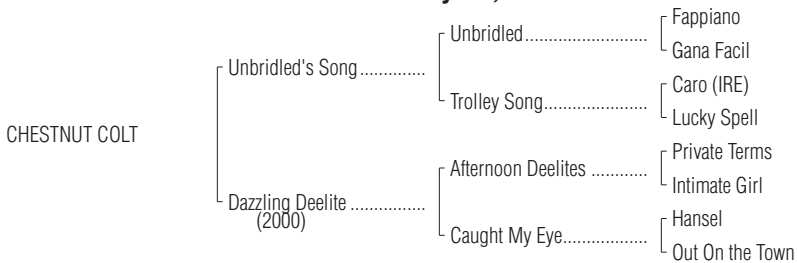 Fappiano
Unbridled...........................
Gana Facil
Unbridled's Song..............
Caro (IRE)
Trolley Song.......................
Lucky Spell
CHESTNUT COLT
Private Terms
Afternoon Deelites ............
Intimate Girl
Dazzling Deelite ................
(2000)
Hansel
Caught My Eye...................
Out On the Town